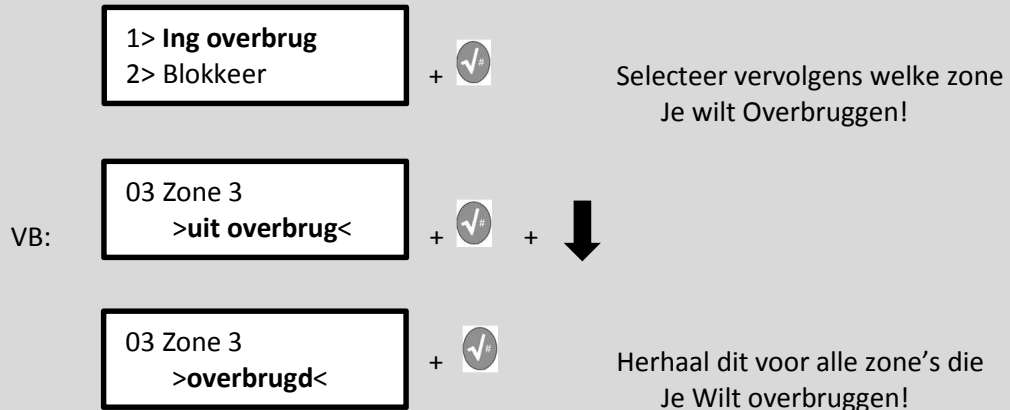 1> Ing overbrug
2> Blokkeer
+ √#
Selecteer vervolgens welke zone
Je wilt Overbruggen!
VB:
03 Zone 3
>uit overbrug<
+ √# +
03 Zone 3
>overbrugd<
+ √#
Herhaal dit voor alle zone’s die
Je Wilt overbruggen!